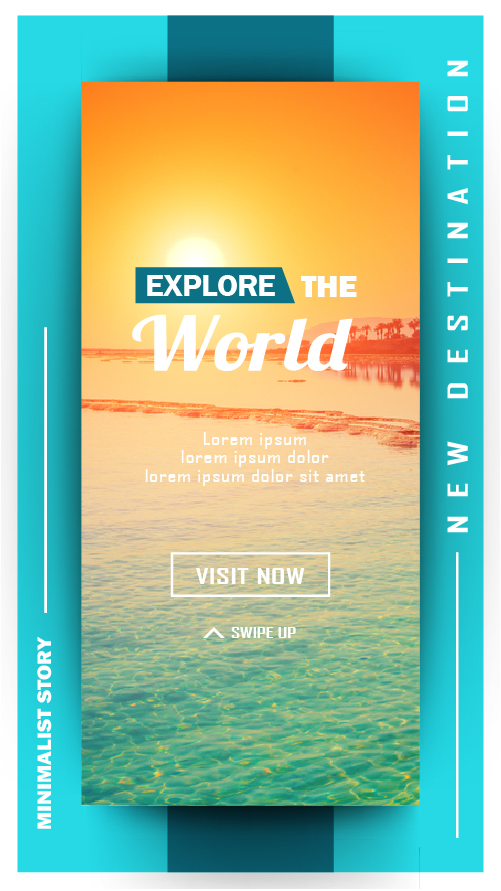 EXPLORE THE
World
Lorem ipsum
lorem ipsum dolor
lorem ipsum dolor sit amet
VISIT NOW
SWIPE UP
NEW DESTINATION
MINIMALIST STORY